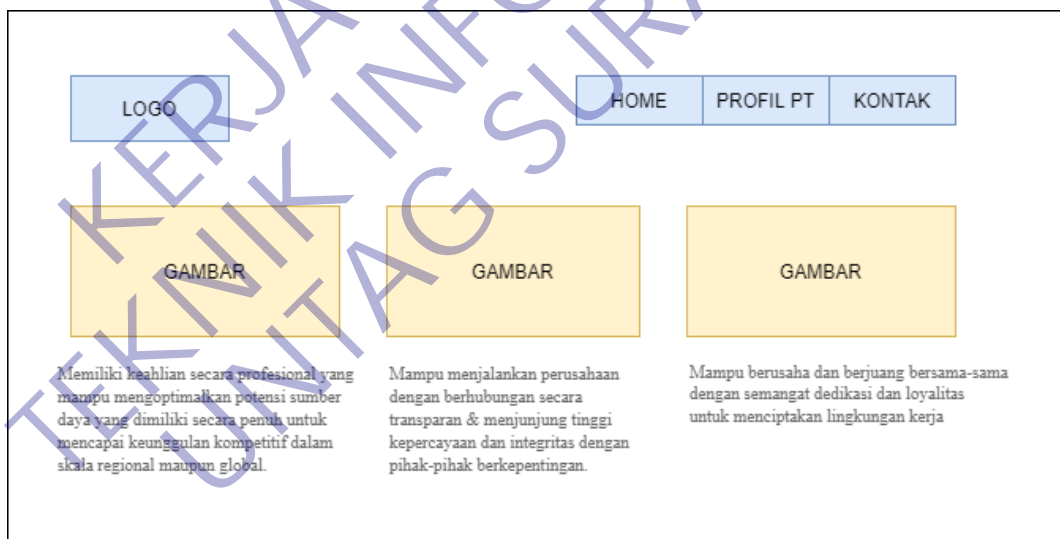 LOGO
HOME
PROFIL PT
KONTAK
GAMBAR
GAMBAR
GAMBAR
Memiliki keahlian secara profesional yang
mampu mengoptimalkan potensi sumber
daya yang dimiliki secara penuh untuk
mencapai keunggulan kompetitif dalam
skala regional maupun global.
Mampu menjalankan perusahaan
dengan berhubungan secara
transparan & menjunjung tinggi
kepercayaan dan integritas dengan
pihak-pihak berkepentingan.
Mampu berusaha dan berjuang bersama-sama
dengan semangat dedikasi dan loyalitas
untuk menciptakan lingkungan kerja
KERJA
TEKNIK INFO
UNTAG SURA